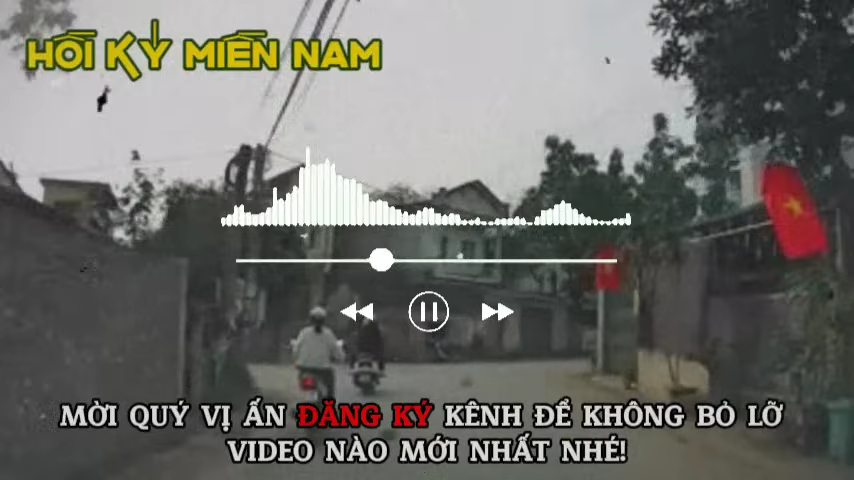 HỒI KÝ MIỀN NAM
MỜI QUÝ VỊ ẤN ĐĂNG KÝ KÊNH ĐỂ KHÔNG BỎ LỠ
VIDEO NÀO MỚI NHẤT NHÉ!